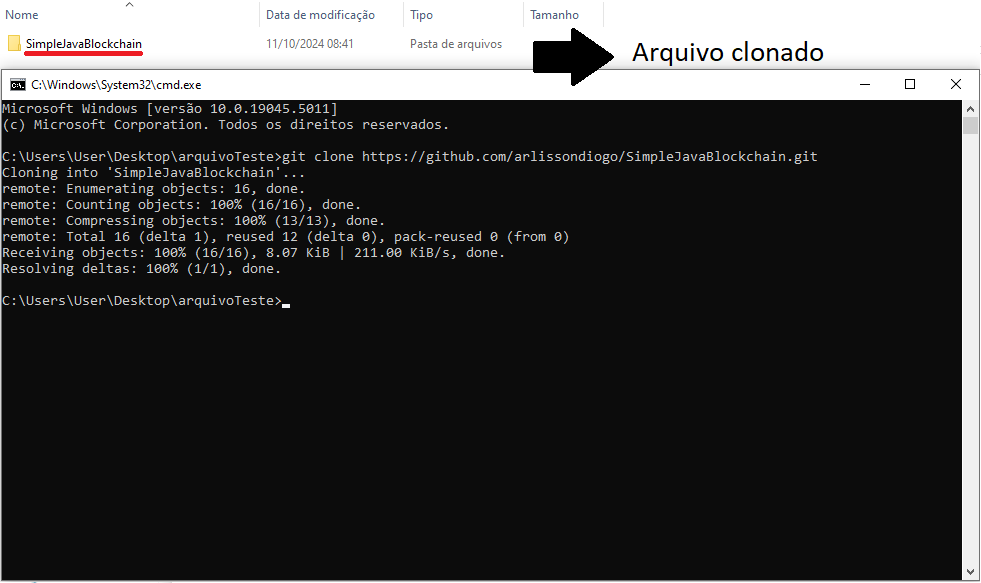 Nome Data de modificação Tipo Tamanho
SimpleJavaBlockchain 11/10/2024 08:41 Pasta de arquivos
Arquivo clonado
C:\Windows\System32\cmd.exe
Microsoft Windows [versão 10.0.19045.5011]
(c) Microsoft Corporation. Todos os direitos reservados.
C:\Users\User\Desktop\arquivoTeste>git clone https://github.com/arlissondiogo/SimpleJavaBlockchain.git
Cloning into 'SimpleJavaBlockchain'...
remote: Enumerating objects: 16, done.
remote: Counting objects: 100% (16/16), done.
remote: Compressing objects: 100% (13/13), done.
remote: Total 16 (delta 1), reused 12 (delta 0), pack-reused 0 (from 0)
Receiving objects: 100% (16/16), 8.07 KiB | 211.00 KiB/s, done.
Resolving deltas: 100% (1/1), done.
C:\Users\User\Desktop\arquivoTeste>